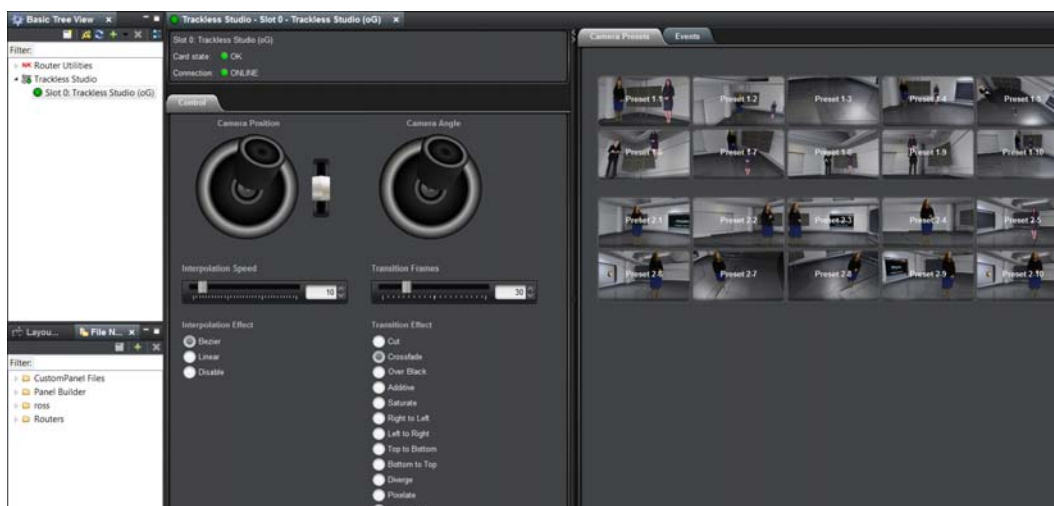 Basic Tree View
Filter:
NK Router Utilities
Trackless Studio
Slot 0: Trackless Studio (oG)
Layou...
File N...
Filter:
CustomPanel Files
Panel Builder
ross
Routers
Trackless Studio - Slot 0 - Trackless Studio (oG)
Slot 0: Trackless Studio (oG)
Card state: OK
Connection: ONLINE
Control
Camera Position
Camera Angle
Interpolation Speed
Transition Frames
10
30
Interpolation Effect
Transition Effect
Bezier
Linear
Disable
Cut
Crossfade
Over Black
Additive
Saturate
Right to Left
Left to Right
Top to Bottom
Bottom to Top
Diverge
Pixelate
Camera Presets
Events
Preset 1-1
Preset 1-2
Preset 1-3
Preset 1-4
Preset 1-5
Preset 1-6
Preset 1-7
Preset 1-8
Preset 1-9
Preset 1-10
Preset 2-1
Preset 2-2
Preset 2-3
Preset 2-4
Preset 2-5
Preset 2-6
Preset 2-7
Preset 2-8
Preset 2-9
Preset 2-10